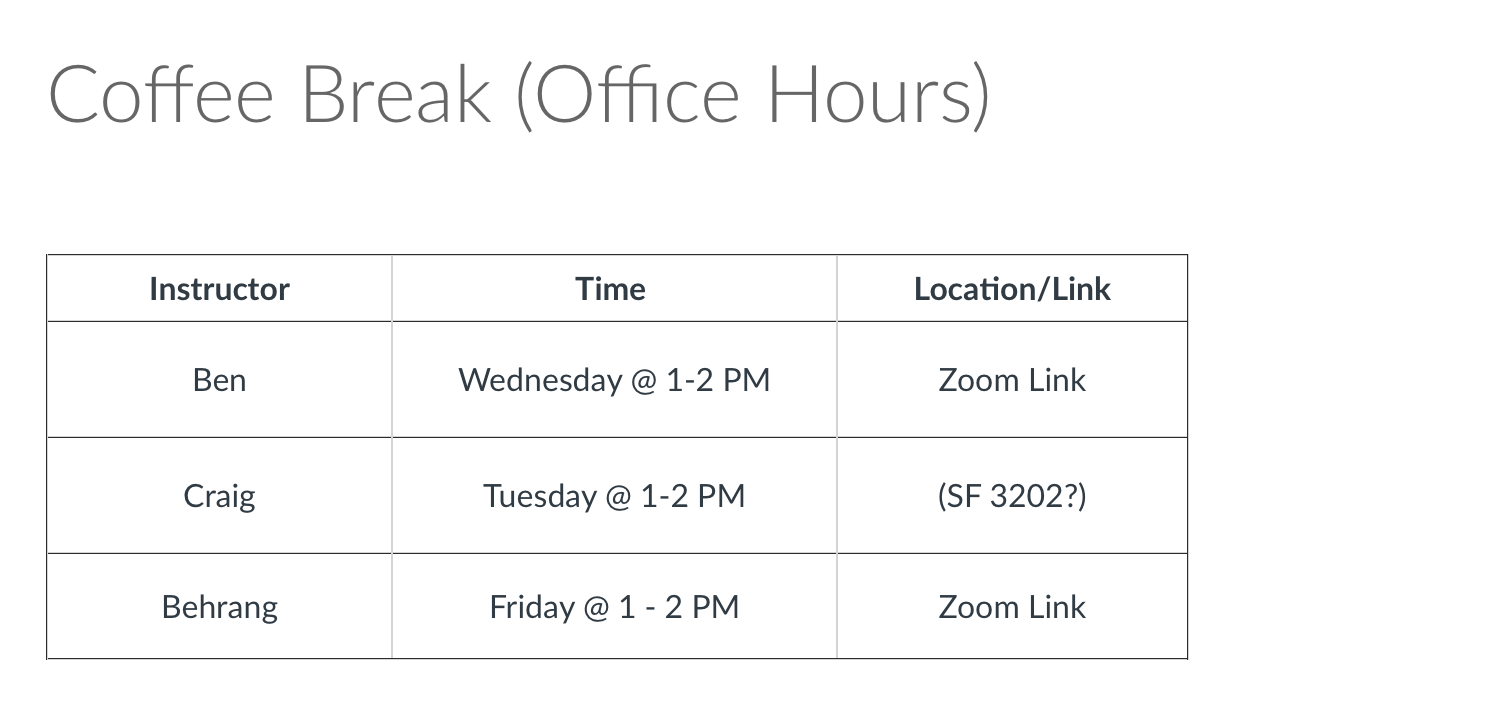 Coffee Break (Office Hours)
Instructor Time Location/Link
Ben Wednesday @ 1-2 PM Zoom Link
Craig Tuesday @ 1-2 PM (SF 3202?)
Behrang Friday @ 1 - 2 PM Zoom Link